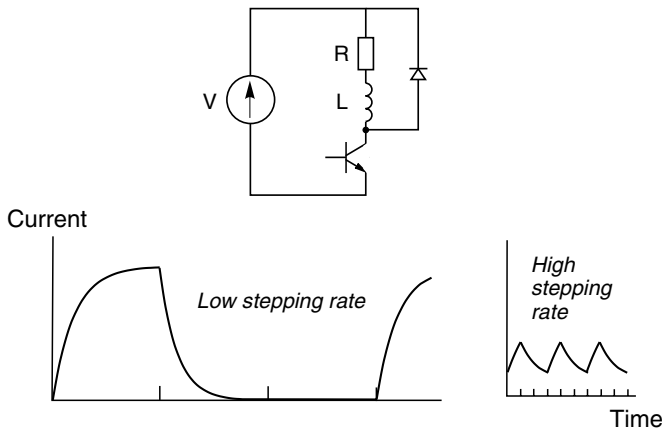 R
V
L
Current
Low stepping rate
High
stepping
rate
Time